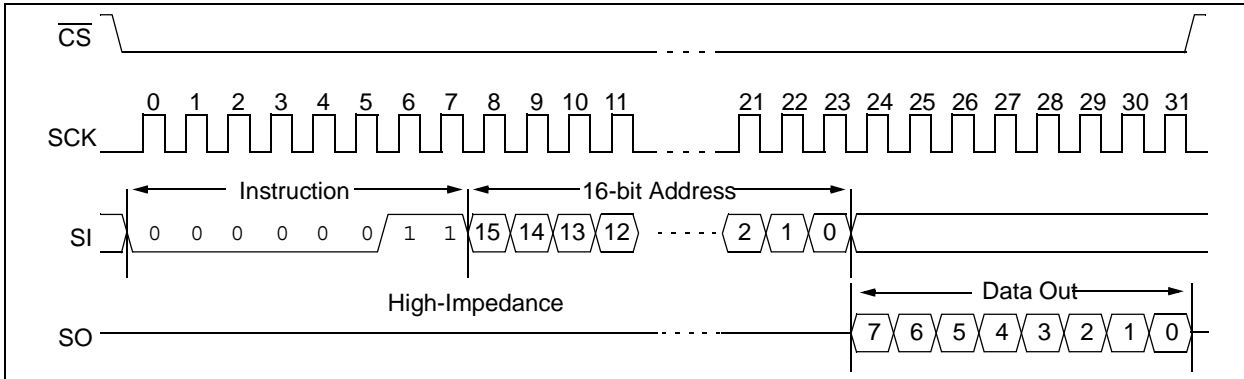 CS
0 1 2 3 4 5 6 7 8 9 10 11 21 22 23 24 25 26 27 28 29 30 31
SCK
Instruction 16-bit Address
SI 0 0 0 0 0 0 1 1 15 14 13 12 2 1 0
High-Impedance Data Out
SO 7 6 5 4 3 2 1 0